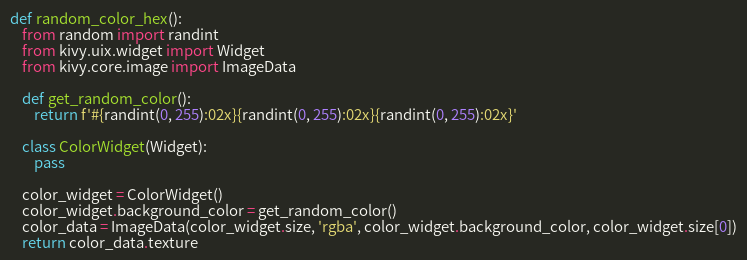 def random_color_hex():
from random import randint
from kivy.uix.widget import Widget
from kivy.core.image import ImageData
def get_random_color():
return f'#{randint(0, 255):02x}{randint(0, 255):02x}{randint(0, 255):02x}'
class ColorWidget(Widget):
pass
color_widget = ColorWidget()
color_widget.background_color = get_random_color()
color_data = ImageData(color_widget.size, 'rgba', color_widget.background_color, color_widget.size[0])
return color_data.texture